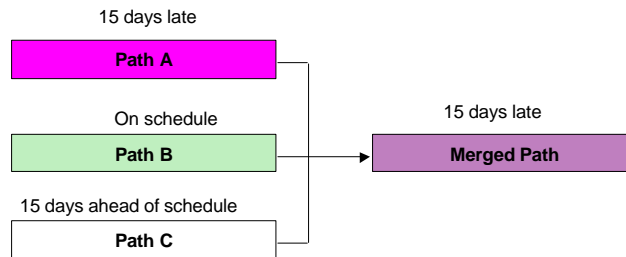 15 days late
Path A
On schedule
Path B
15 days ahead of schedule
Path C
15 days late
Merged Path